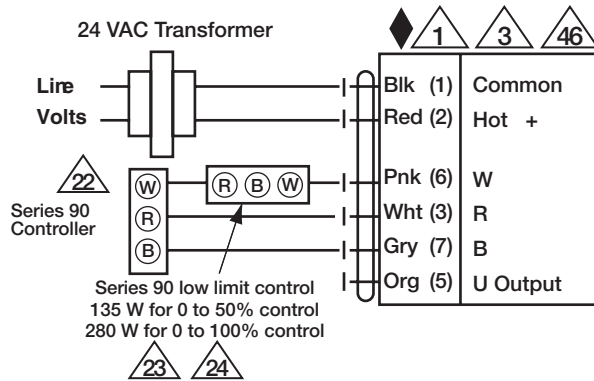 24 VAC Transformer
1 3 46
Line
Volts
Blk (1) Common
Red (2) Hot +
22
Series 90
Controller
W
R
B
R B W
Pnk (6) W
Wht (3) R
Gry (7) B
Org (5) U Output
Series 90 low limit control
135 W for 0 to 50% control
280 W for 0 to 100% control
23 24